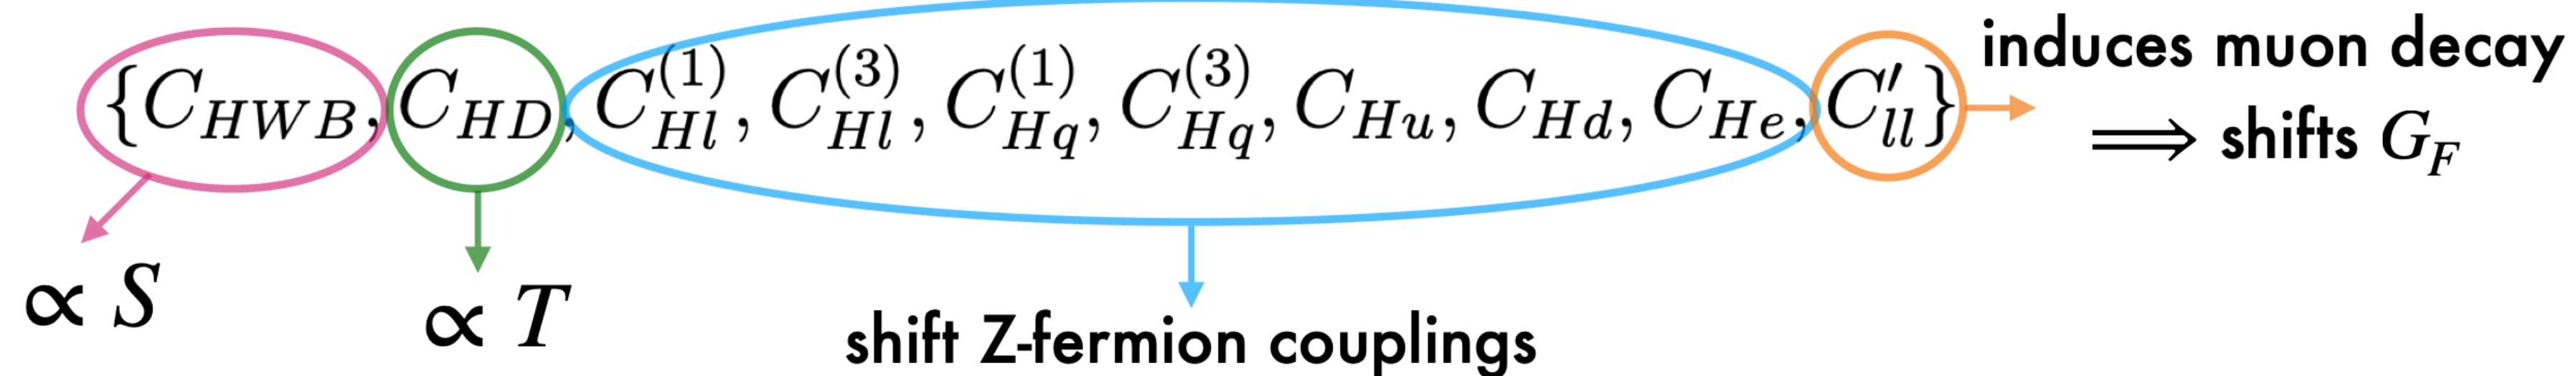 {C_{HWB}, C_{HD}, C_{Hl}^{(1)}, C_{Hl}^{(3)}, C_{Hq}^{(1)}, C_{Hq}^{(3)}, C_{Hu}, C_{Hd}, C_{He}, C'_{ll}}
induces muon decay
⟹ shifts G_F
∝ S
∝ T
shift Z-fermion couplings